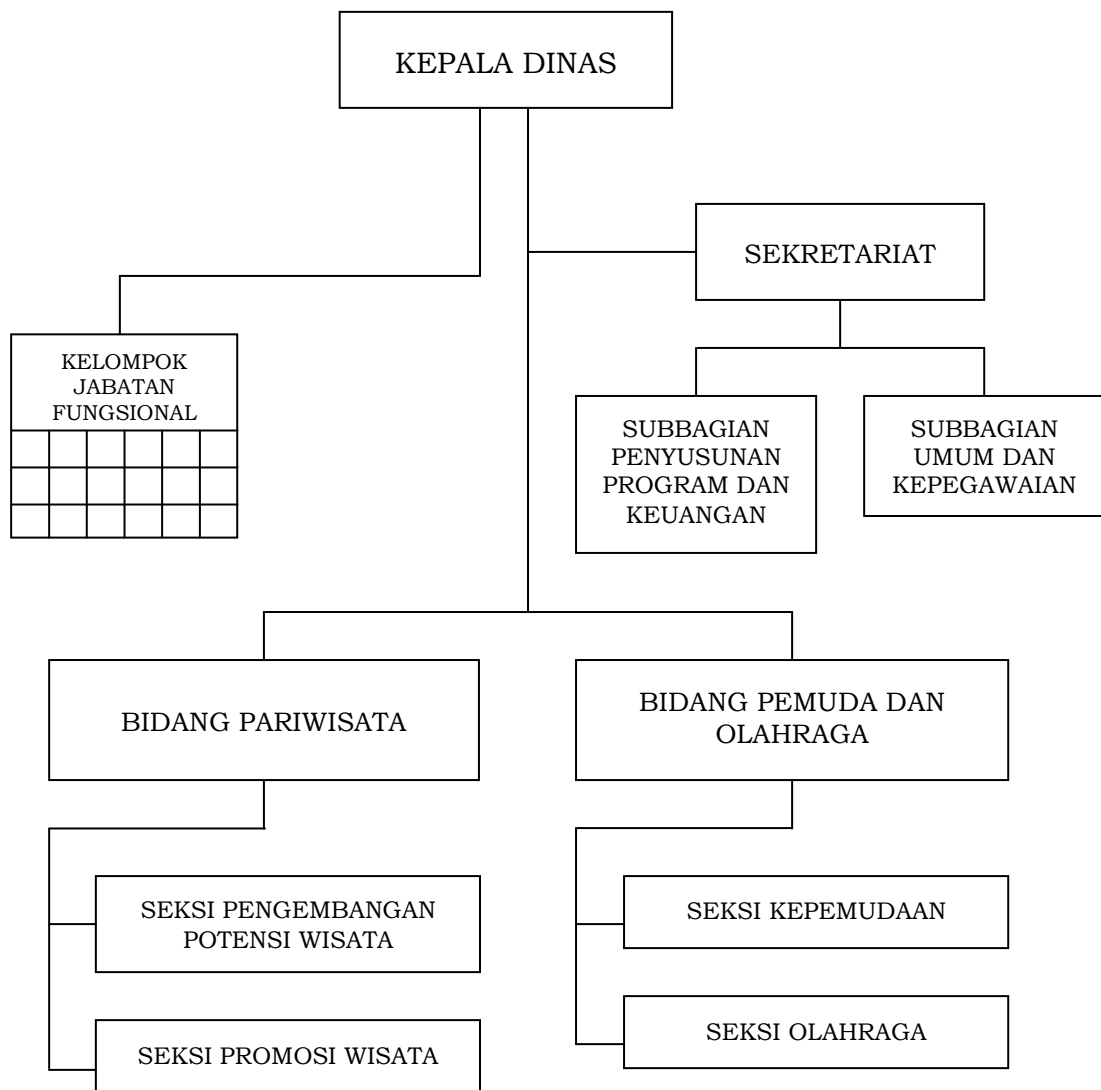 KEPALA DINAS
SEKRETARIAT
KELOMPOK
JABATAN
FUNGSIONAL
SUBBAGIAN
PENYUSUNAN
PROGRAM DAN
KEUANGAN
SUBBAGIAN
UMUM DAN
KEPEGAWAIAN
BIDANG PARIWISATA
BIDANG PEMUDA DAN
OLAHRAGA
SEKSI PENGEMBANGAN
POTENSI WISATA
SEKSI KEPEMUDAAN
SEKSI PROMOSI WISATA
SEKSI OLAHRAGA